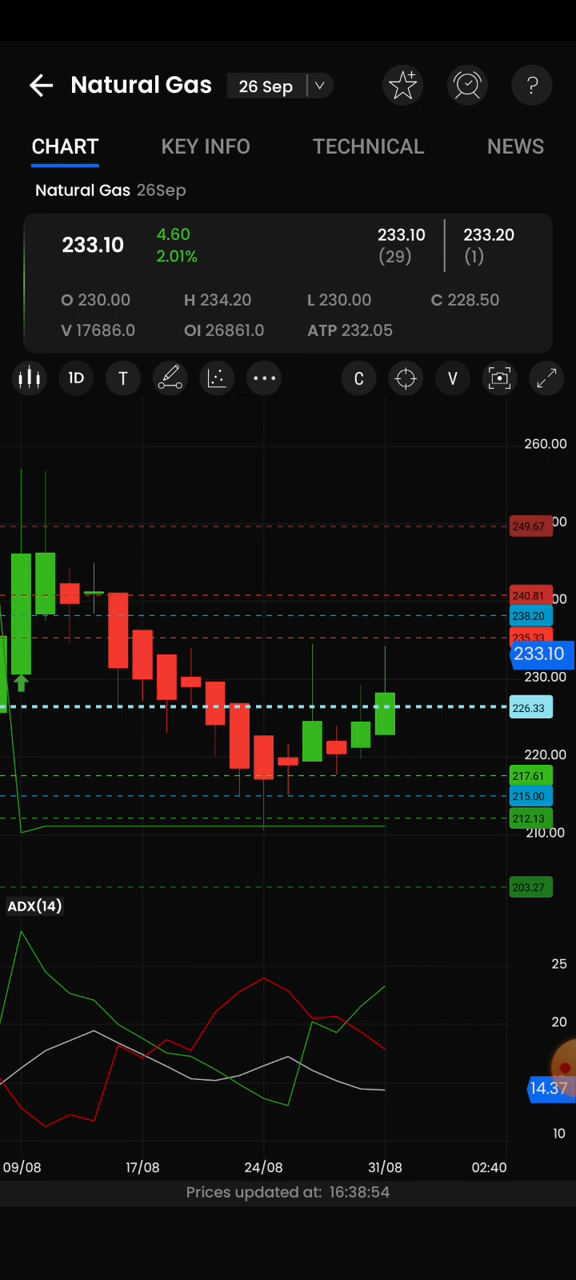 Natural Gas 26 Sep
?
CHART KEY INFO TECHNICAL NEWS
Natural Gas 26Sep
233.10 4.60 233.10 233.20
2.01% (29) (1)
O 230.00 H 234.20 L 230.00 C 228.50
V 17686.0 OI 26861.0 ATP 232.05
1D T C V
260.00
249.67
240.81
238.20
235.33
233.10
230.00
226.33
220.00
217.61
215.00
212.13
210.00
203.27
ADX(14)
25
20
14.37
10
09/08 17/08 24/08 31/08 02:40
Prices updated at: 16:38:54